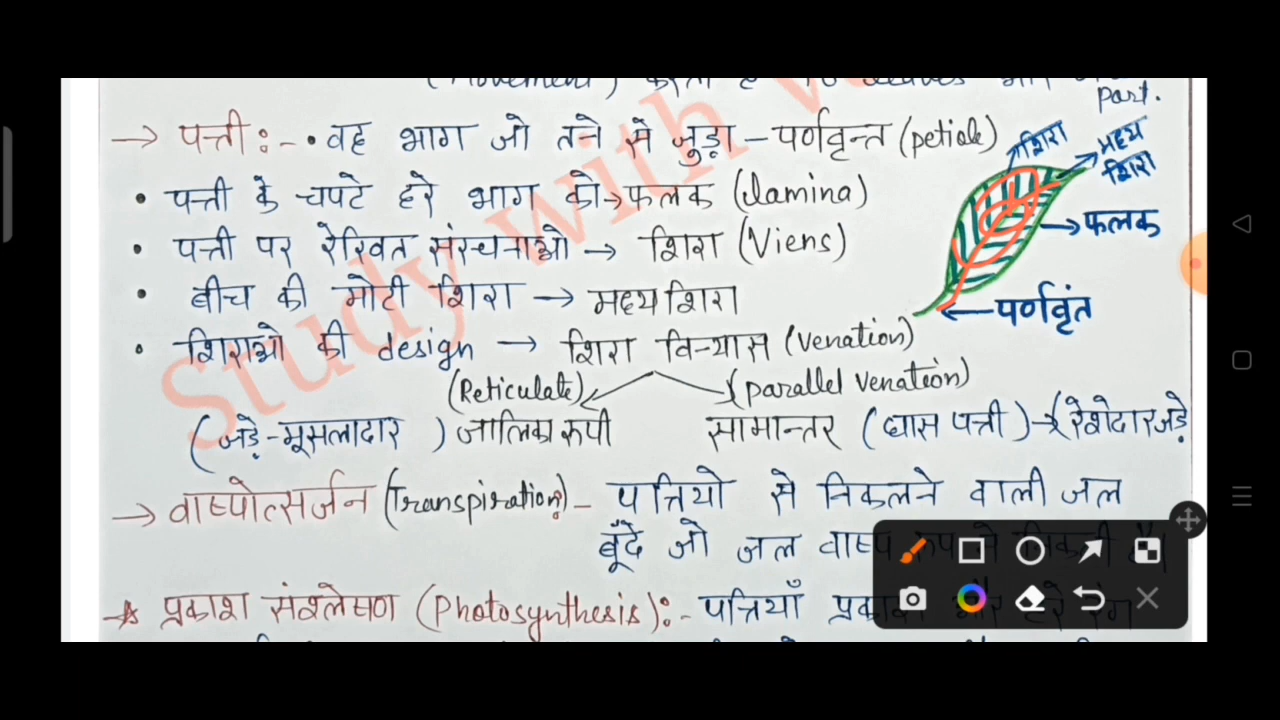 part.
→ पत्ती:- • वह भाग जो तने से जुड़ा – पर्णवृन्त (petiole)
• पत्ती के चपटे हरे भाग को → फलक (lamina)
• पत्ती पर रेखित संरचनाओ → शिरा (Viens)
• बीच की मोटी शिरा → मध्य शिरा
• शिराओ की design → शिरा विन्यास (venation)
(Reticulate) (parallel venation)
(जड़े-मूसलादार) जालिका रूपी सामान्तर (घास पत्ती) → (रेशेदार जड़े
→ वाष्पोत्सर्जन (Transpiration):- पत्तियो से निकलने वाली जल
बूँदे जो जल वाष्प
→ प्रकाश संश्लेषण (Photosynthesis):- पत्तियाँ
शिरा
मध्य
शिरा
फलक
पर्णवृंत
Study with